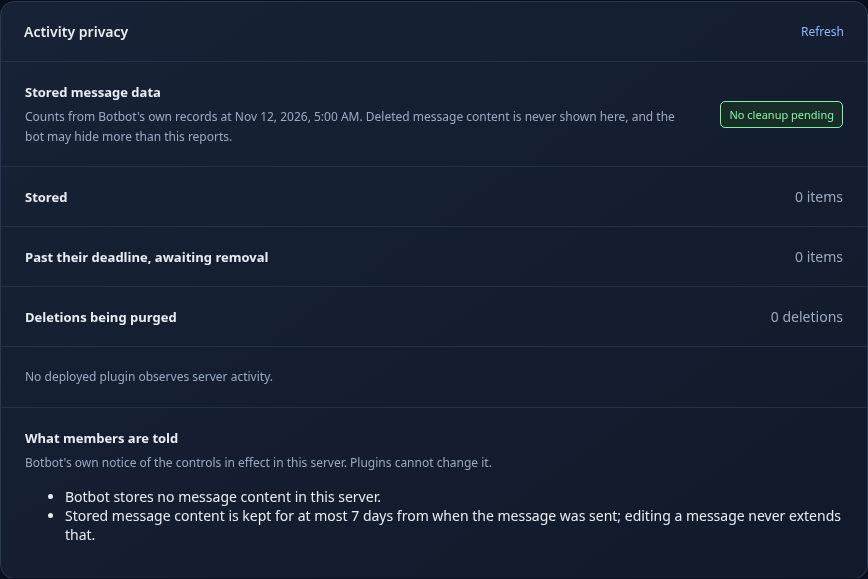 Activity privacy
Refresh
Stored message data
Counts from Botbot's own records at Nov 12, 2026, 5:00 AM. Deleted message content is never shown here, and the
bot may hide more than this reports.
No cleanup pending
Stored
0 items
Past their deadline, awaiting removal
0 items
Deletions being purged
0 deletions
No deployed plugin observes server activity.
What members are told
Botbot's own notice of the controls in effect in this server. Plugins cannot change it.
• Botbot stores no message content in this server.
• Stored message content is kept for at most 7 days from when the message was sent; editing a message never extends
that.